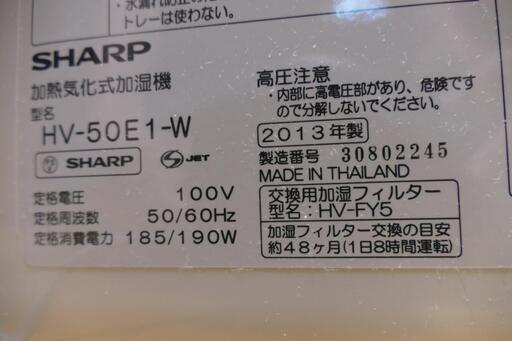 トレーは使わない。
SHARP
加熱気化式加湿機
型名
HV-50E1-W
SHARP JET
定格電圧 100V
定格周波数 50/60Hz
定格消費電力 185/190W
高圧注意
・内部に高電圧部があり、危険です
ので分解しないでください。
2013年製
製造番号 30802245
MADE IN THAILAND
交換用加湿フィルター
型名:HV-FY5
加湿フィルター交換の目安
約48ヶ月(1日8時間運転)